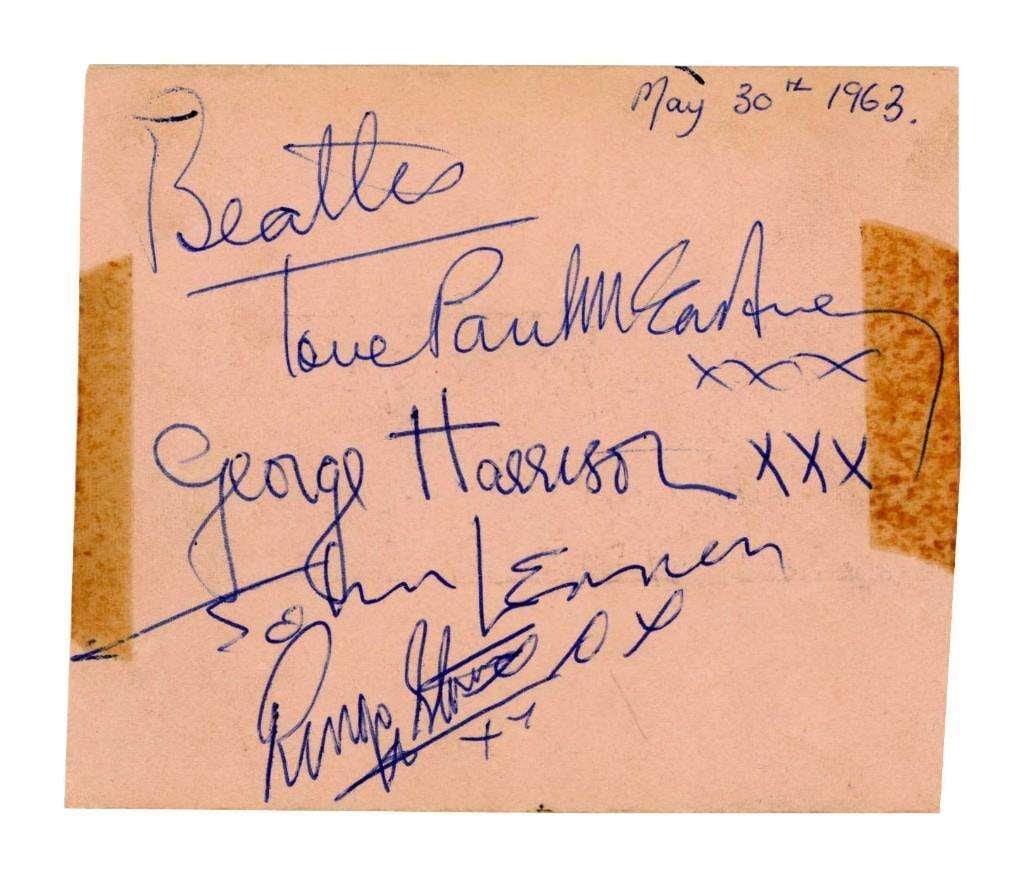 May 30th 1963.
Beatles
love Paul McCartney
XXX
George Harrison XXX
John Lennon
Ringo Starr X